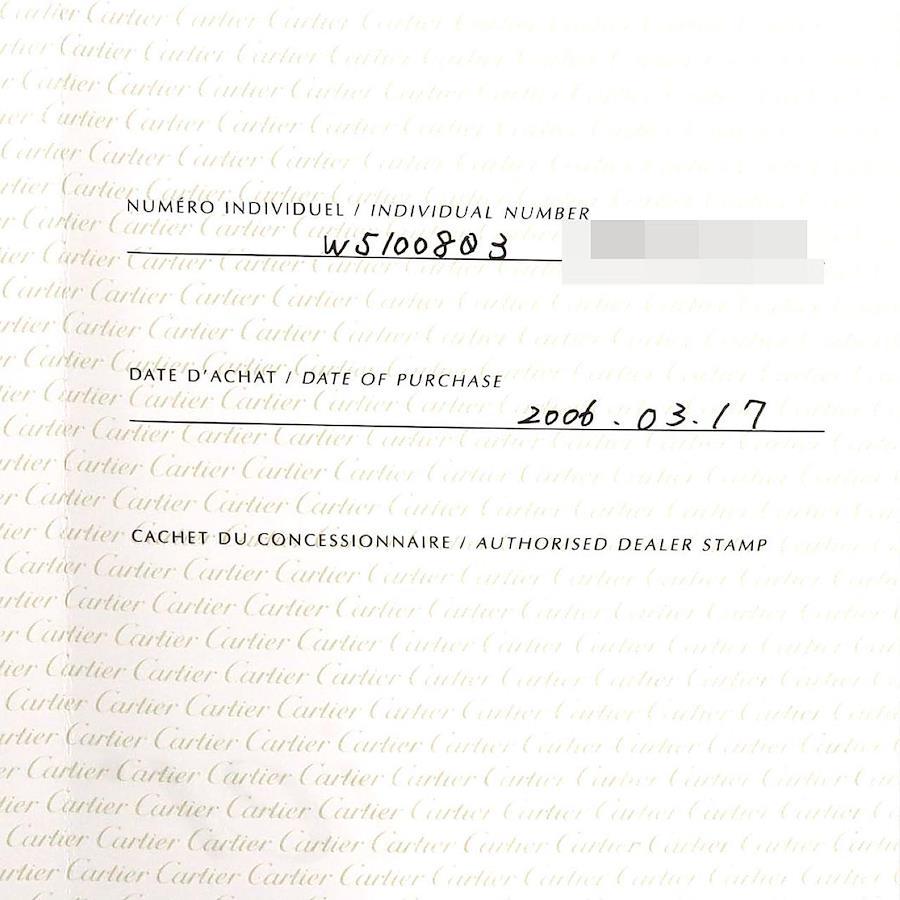 NUMÉRO INDIVIDUEL / INDIVIDUAL NUMBER
W5100803
DATE D'ACHAT / DATE OF PURCHASE
2006.03.17
CACHET DU CONCESSIONNAIRE / AUTHORISED DEALER STAMP
Cartier